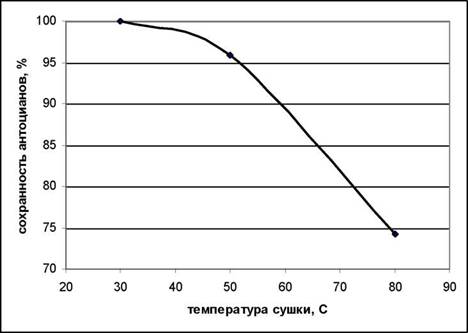 сохранность антоцианов, %
100
95
90
85
80
75
70
20 30 40 50 60 70 80 90
температура сушки, С